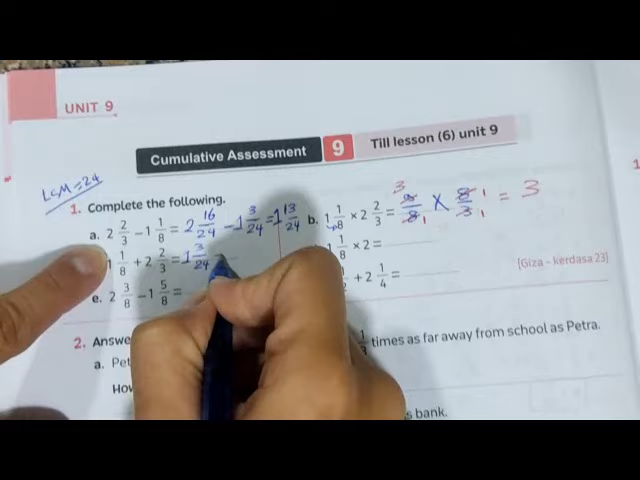 UNIT 9
Cumulative Assessment 9 Till lesson (6) unit 9
LCM = 24
1. Complete the following.
a. 2 2/3 - 1 1/8 = 2 16/24 - 1 3/24 = 1 13/24
b. 1 1/8 × 2 2/3 = 9/8 × 8/3 = 3
1 1/8 + 2 2/3 = 1 3/24
1/8 × 2 =
e. 2 3/8 - 1 5/8 =
+ 2 1/4 =
[Giza - kerdasa 23]
2. Answe
a. Pet
times as far away from school as Petra.
How
s bank.